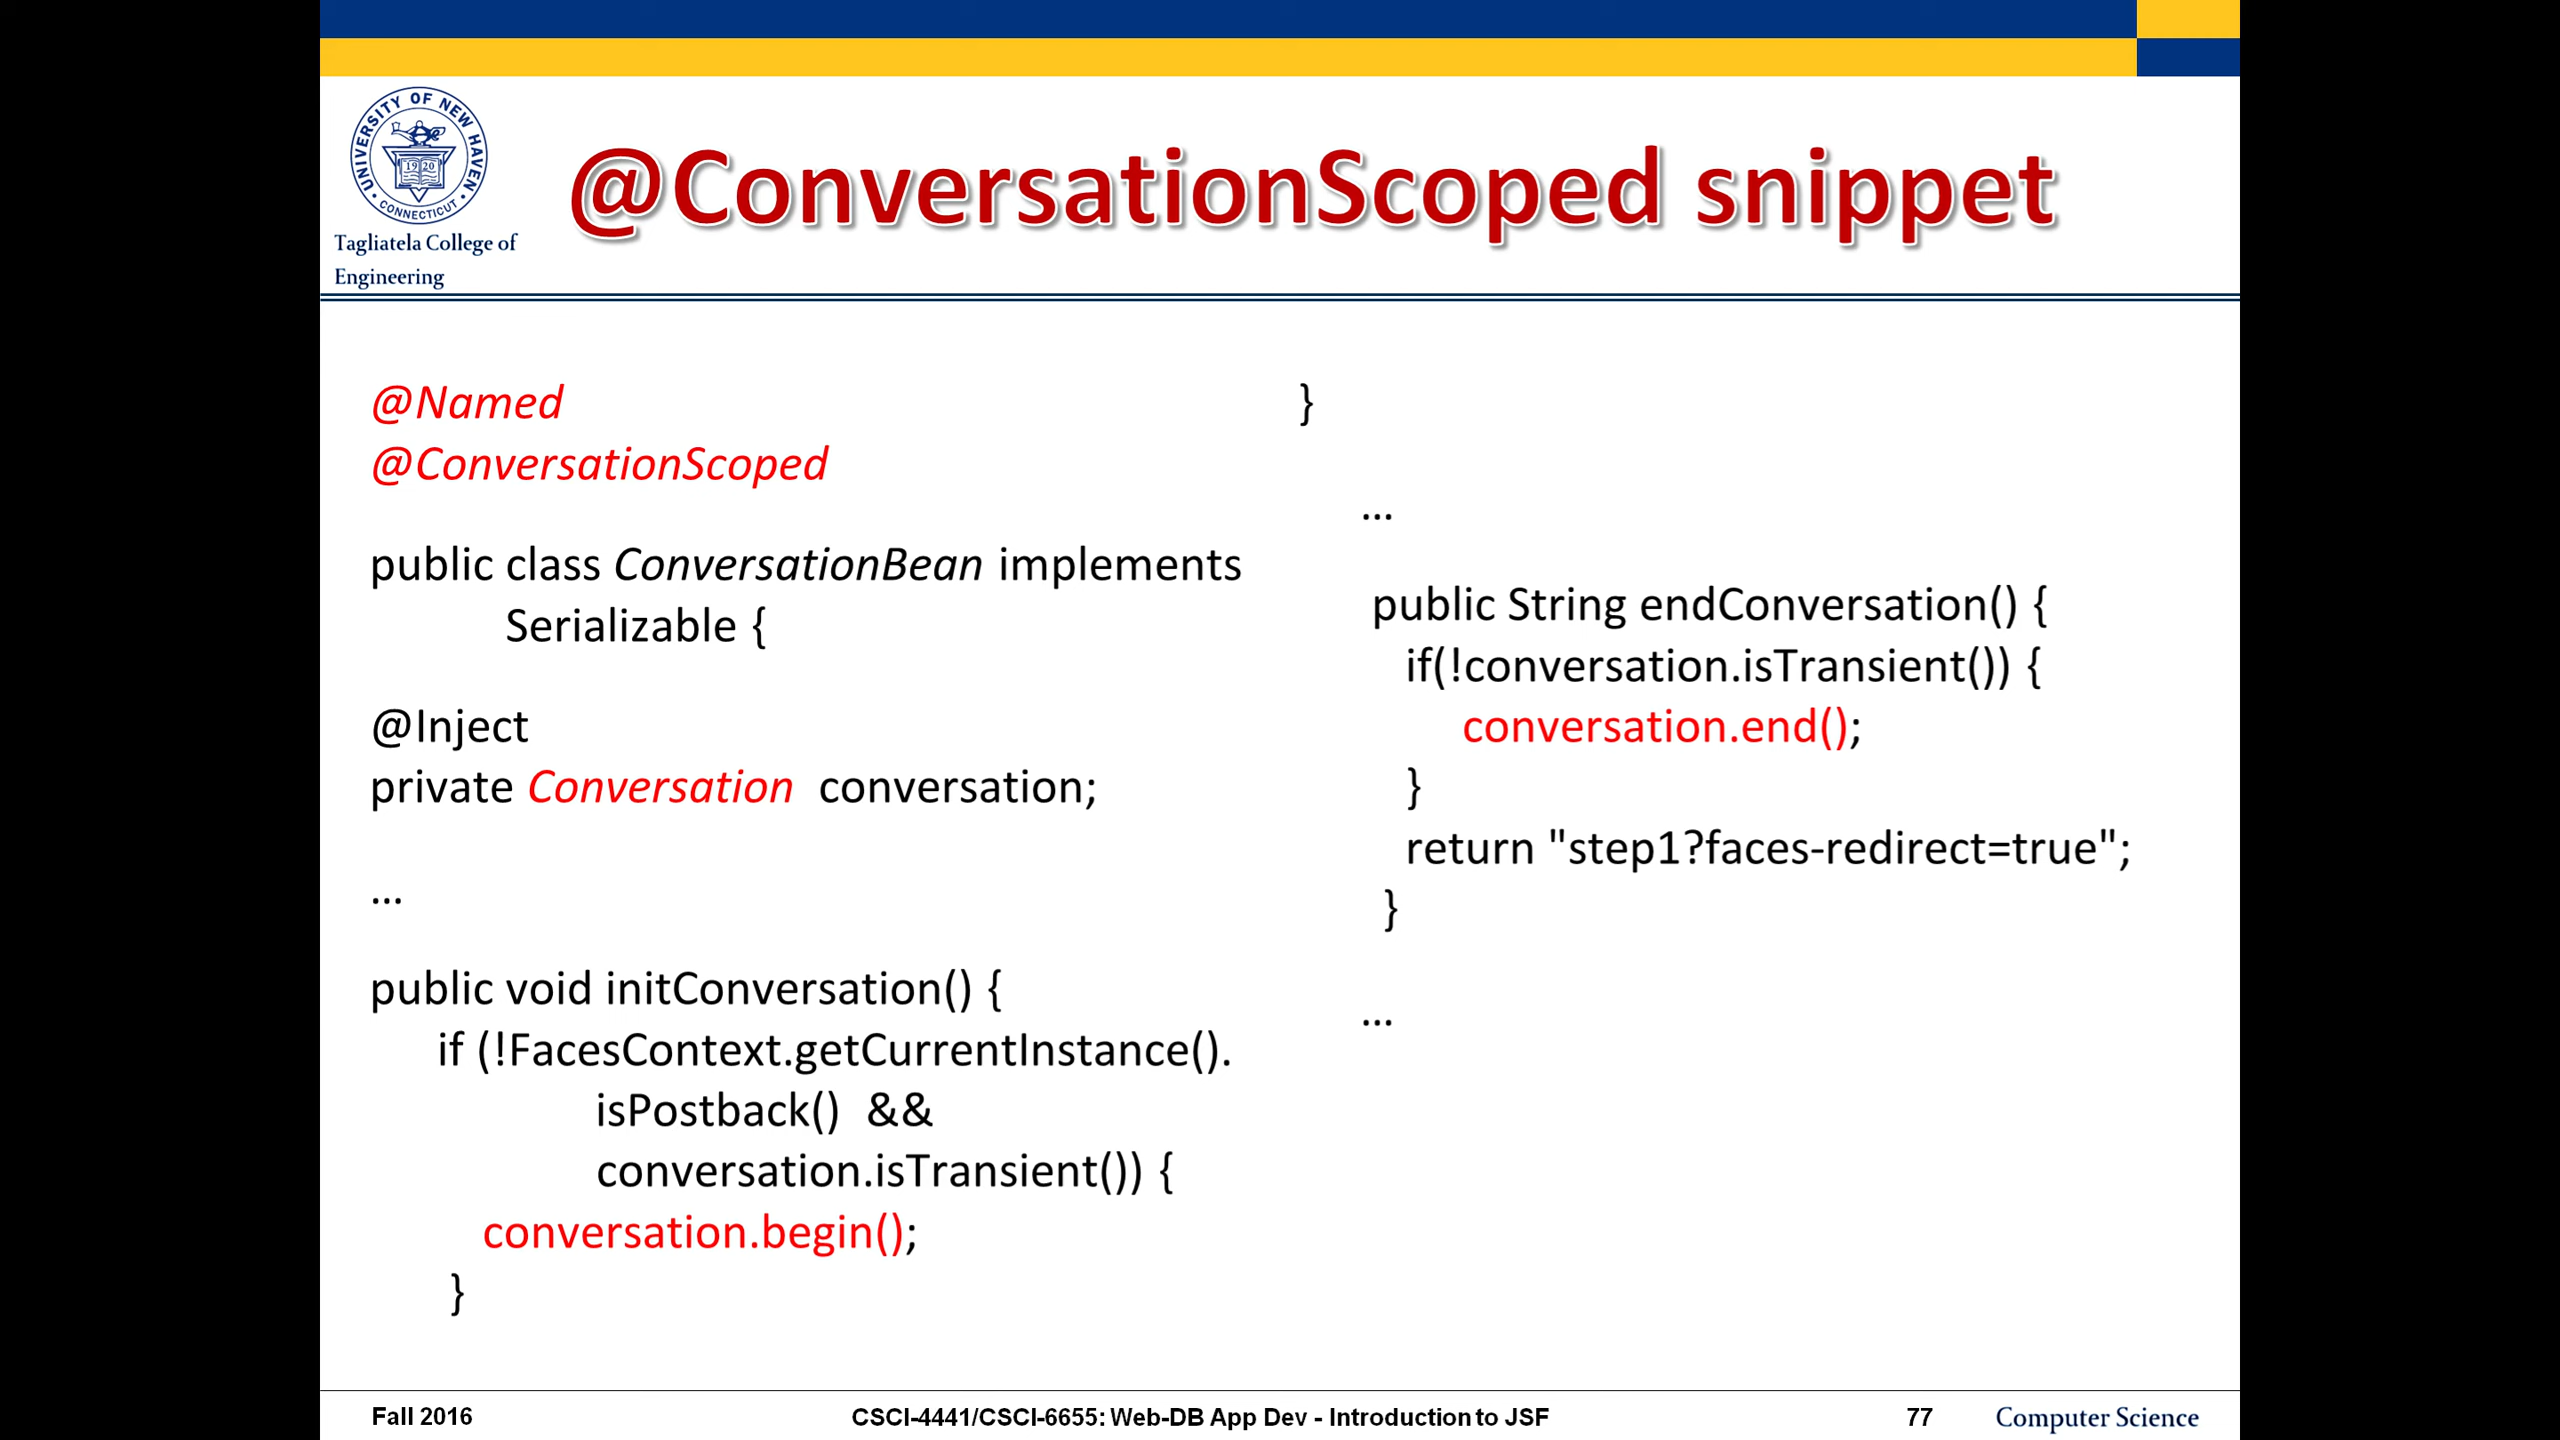 UNIVERSITY OF NEW HAVEN
1920
CONNECTICUT
Tagliatela College of
Engineering
@ConversationScoped snippet
@Named
@ConversationScoped
public class ConversationBean implements
Serializable {
@Inject
private Conversation conversation;
...
public void initConversation() {
if (!FacesContext.getCurrentInstance().
isPostback() &&
conversation.isTransient()) {
conversation.begin();
}
}
...
public String endConversation() {
if(!conversation.isTransient()) {
conversation.end();
}
return "step1?faces-redirect=true";
}
...
Fall 2016
CSCI-4441/CSCI-6655: Web-DB App Dev - Introduction to JSF
77
Computer Science